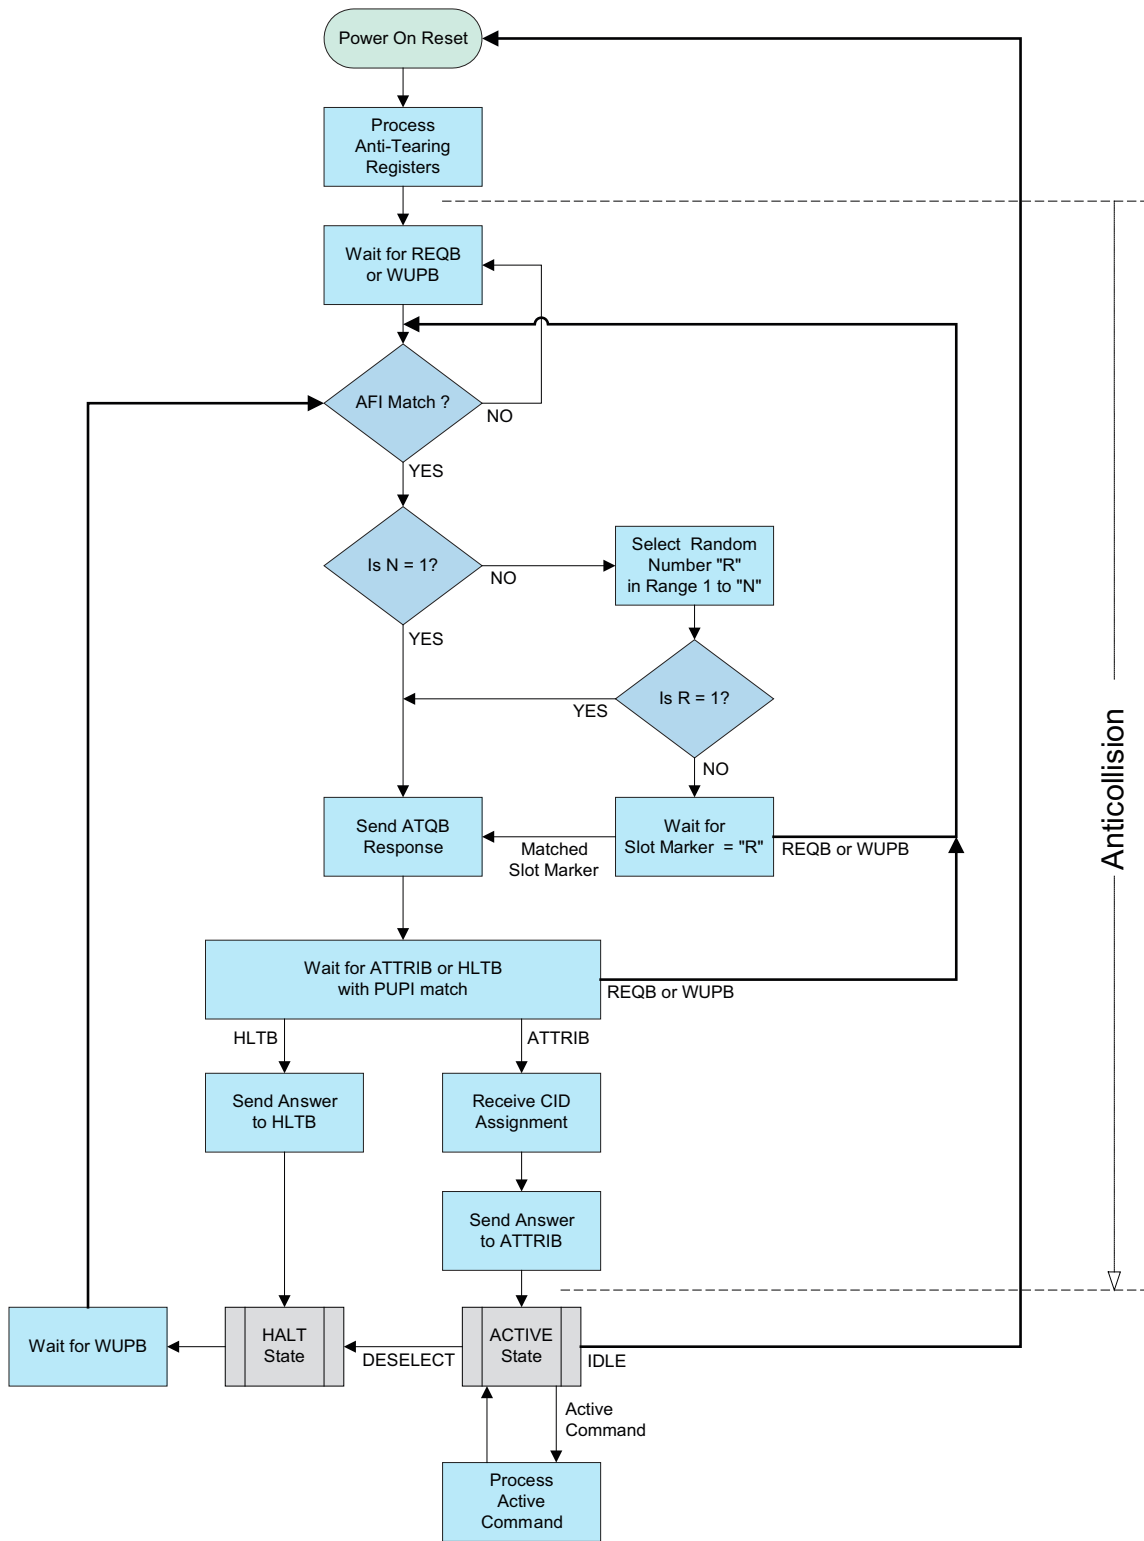 Power On Reset
Process
Anti-Tearing
Registers
Wait for REQB
or WUPB
AFI Match ?
NO
YES
Is N = 1?
NO
Select Random
Number "R"
in Range 1 to "N"
YES
Is R = 1?
YES
NO
Send ATQB
Response
Matched
Slot Marker
Wait for
Slot Marker = "R"
REQB or WUPB
Anticollision
Wait for ATTRIB or HLTB
with PUPI match
REQB or WUPB
HLTB
ATTRIB
Send Answer
to HLTB
Receive CID
Assignment
Send Answer
to ATTRIB
Wait for WUPB
HALT
State
DESELECT
ACTIVE
State
IDLE
Active
Command
Process
Active
Command